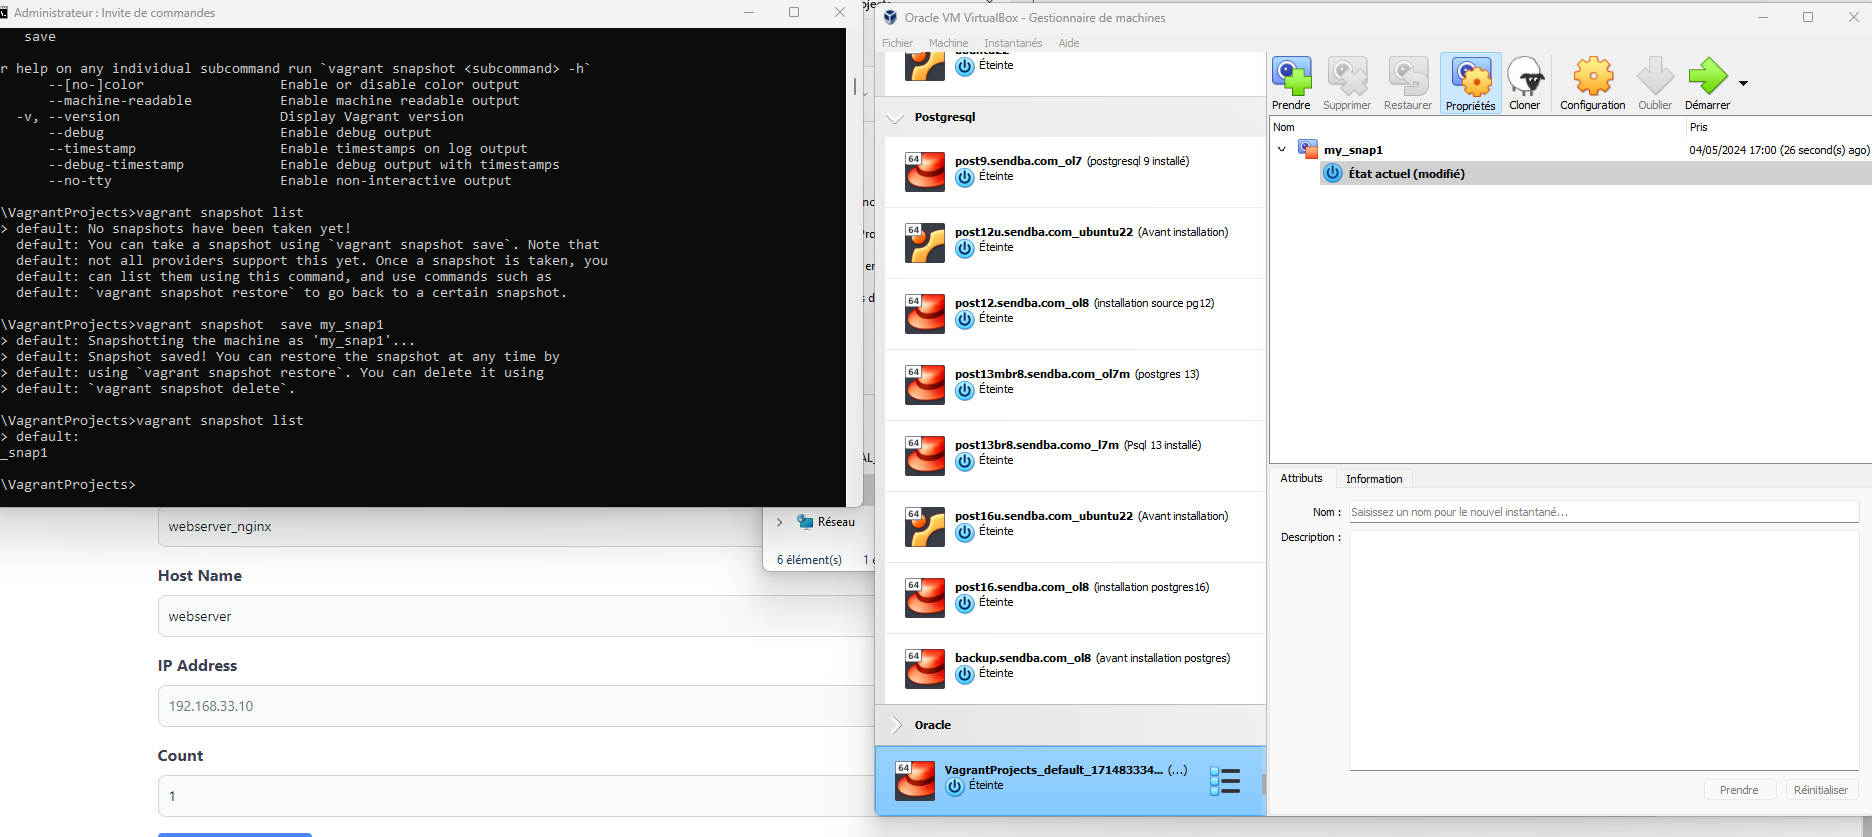 Administrateur : Invite de commandes
save
r help on any individual subcommand run `vagrant snapshot <subcommand> -h`
--[no-]color Enable or disable color output
--machine-readable Enable machine readable output
-v, --version Display Vagrant version
--debug Enable debug output
--timestamp Enable timestamps on log output
--debug-timestamp Enable debug output with timestamps
--no-tty Enable non-interactive output
\VagrantProjects>vagrant snapshot list
> default: No snapshots have been taken yet!
default: You can take a snapshot using `vagrant snapshot save`. Note that
default: not all providers support this yet. Once a snapshot is taken, you
default: can list them using this command, and use commands such as
default: `vagrant snapshot restore` to go back to a certain snapshot.
\VagrantProjects>vagrant snapshot  save my_snap1
> default: Snapshotting the machine as 'my_snap1'...
> default: Snapshot saved! You can restore the snapshot at any time by
> default: using `vagrant snapshot restore`. You can delete it using
> default: `vagrant snapshot delete`.
\VagrantProjects>vagrant snapshot list
> default:
_snap1
\VagrantProjects>
webserver_nginx
Host Name
webserver
IP Address
192.168.33.10
Count
1
Réseau
6 élément(s)
Oracle VM VirtualBox - Gestionnaire de machines
Fichier Machine Instantanés Aide
ubuntu22
Éteinte
Postgresql
64
post9.sendba.com_ol7 (postgresql 9 installé)
Éteinte
64
post12u.sendba.com_ubuntu22 (Avant installation)
Éteinte
64
post12.sendba.com_ol8 (installation source pg12)
Éteinte
64
post13mbr8.sendba.com_ol7m (postgres 13)
Éteinte
64
post13br8.sendba.como_l7m (Psql 13 installé)
Éteinte
64
post16u.sendba.com_ubuntu22 (Avant installation)
Éteinte
64
post16.sendba.com_ol8 (installation postgres16)
Éteinte
64
backup.sendba.com_ol8 (avant installation postgres)
Éteinte
Oracle
64
VagrantProjects_default_171483334... (...)
Éteinte
Prendre Supprimer Restaurer Propriétés Cloner Configuration Oublier Démarrer
Nom Pris
my_snap1 04/05/2024 17:00 (26 second(s) ago)
État actuel (modifié)
Attributs Information
Nom : Saisissez un nom pour le nouvel instantané...
Description :
Prendre Réinitialiser